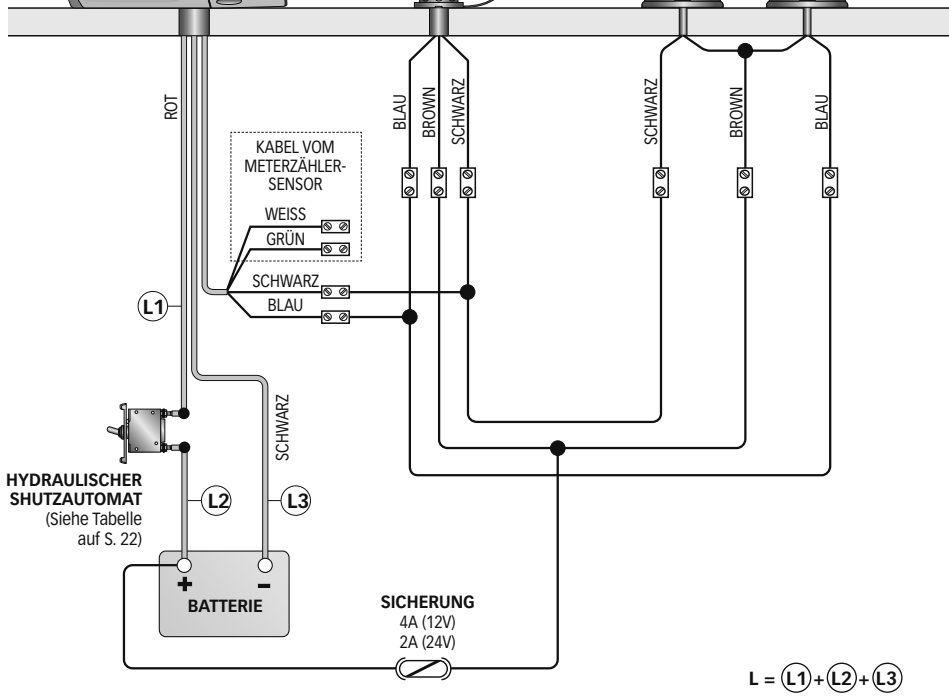 ROT
BLAU
BROWN
SCHWARZ
SCHWARZ
BROWN
BLAU
KABEL VOM
METERZÄHLER-
SENSOR
WEISS
GRÜN
SCHWARZ
BLAU
L1
SCHWARZ
HYDRAULISCHER
SHUTZAUTOMAT
(Siehe Tabelle
auf S. 22)
L2
L3
+ −
BATTERIE
SICHERUNG
4A (12V)
2A (24V)
L = L1 + L2 + L3